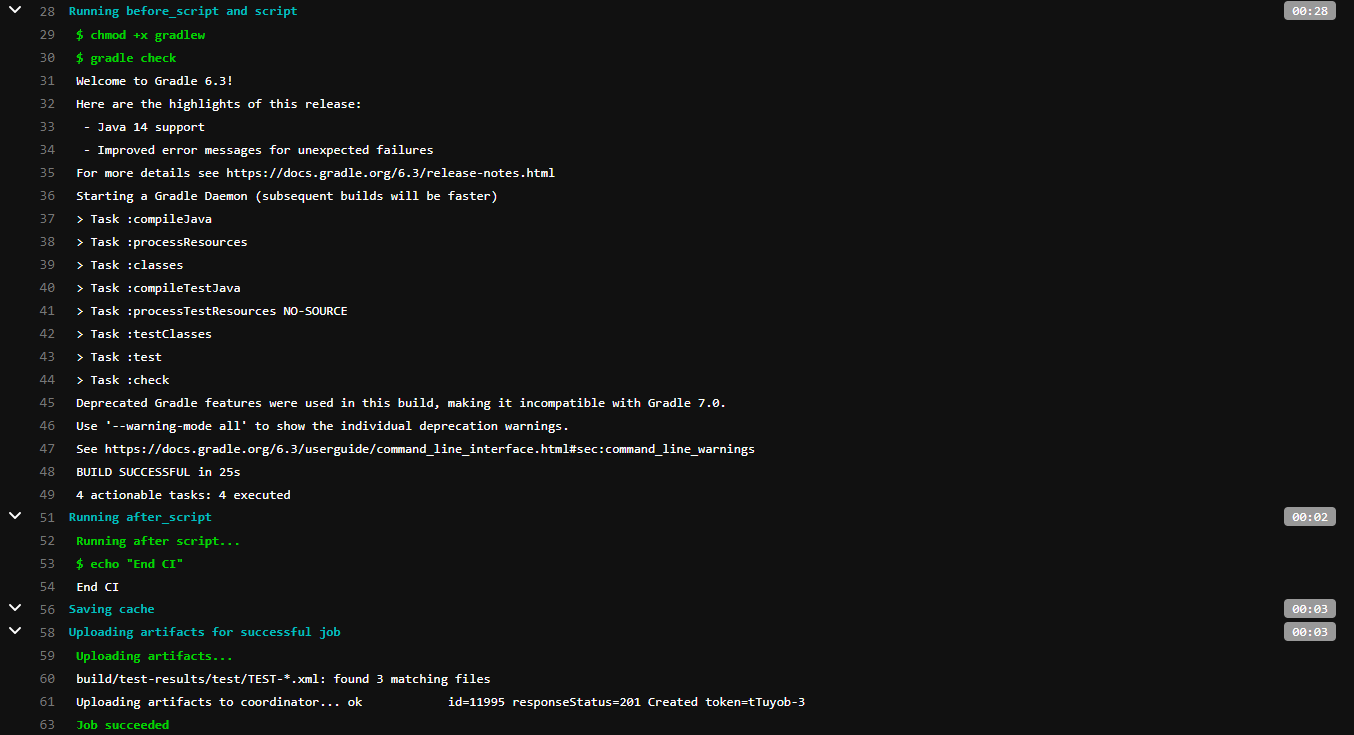 28 Running before_script and script 00:28
29 $ chmod +x gradlew
30 $ gradle check
31 Welcome to Gradle 6.3!
32 Here are the highlights of this release:
33 - Java 14 support
34 - Improved error messages for unexpected failures
35 For more details see https://docs.gradle.org/6.3/release-notes.html
36 Starting a Gradle Daemon (subsequent builds will be faster)
37 > Task :compileJava
38 > Task :processResources
39 > Task :classes
40 > Task :compileTestJava
41 > Task :processTestResources NO-SOURCE
42 > Task :testClasses
43 > Task :test
44 > Task :check
45 Deprecated Gradle features were used in this build, making it incompatible with Gradle 7.0.
46 Use '--warning-mode all' to show the individual deprecation warnings.
47 See https://docs.gradle.org/6.3/userguide/command_line_interface.html#sec:command_line_warnings
48 BUILD SUCCESSFUL in 25s
49 4 actionable tasks: 4 executed
51 Running after_script 00:02
52 Running after script...
53 $ echo "End CI"
54 End CI
56 Saving cache 00:03
58 Uploading artifacts for successful job 00:03
59 Uploading artifacts...
60 build/test-results/test/TEST-*.xml: found 3 matching files
61 Uploading artifacts to coordinator... ok id=11995 responseStatus=201 Created token=tTuyob-3
63 Job succeeded